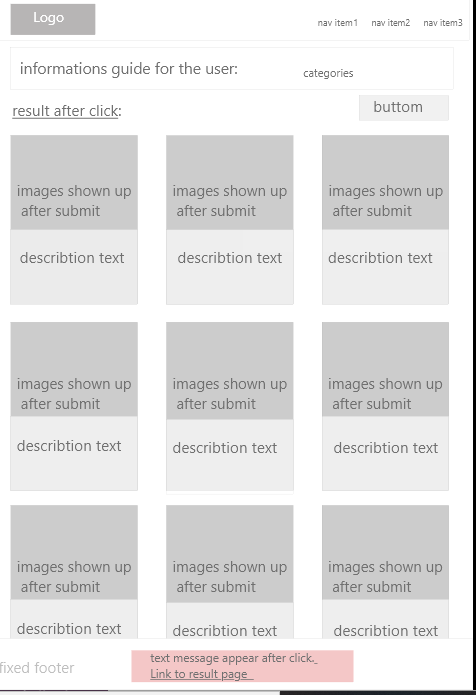 Logo
nav item1 nav item2 nav item3
informations guide for the user: categories
result after click:
buttom
images shown up after submit
images shown up after submit
images shown up after submit
describtion text
describtion text
describtion text
images shown up after submit
images shown up after submit
images shown up after submit
describtion text
describtion text
describtion text
images shown up after submit
images shown up after submit
images shown up after submit
describtion text
describtion text
describtion text
fixed footer
text message appear after click.
Link to result page